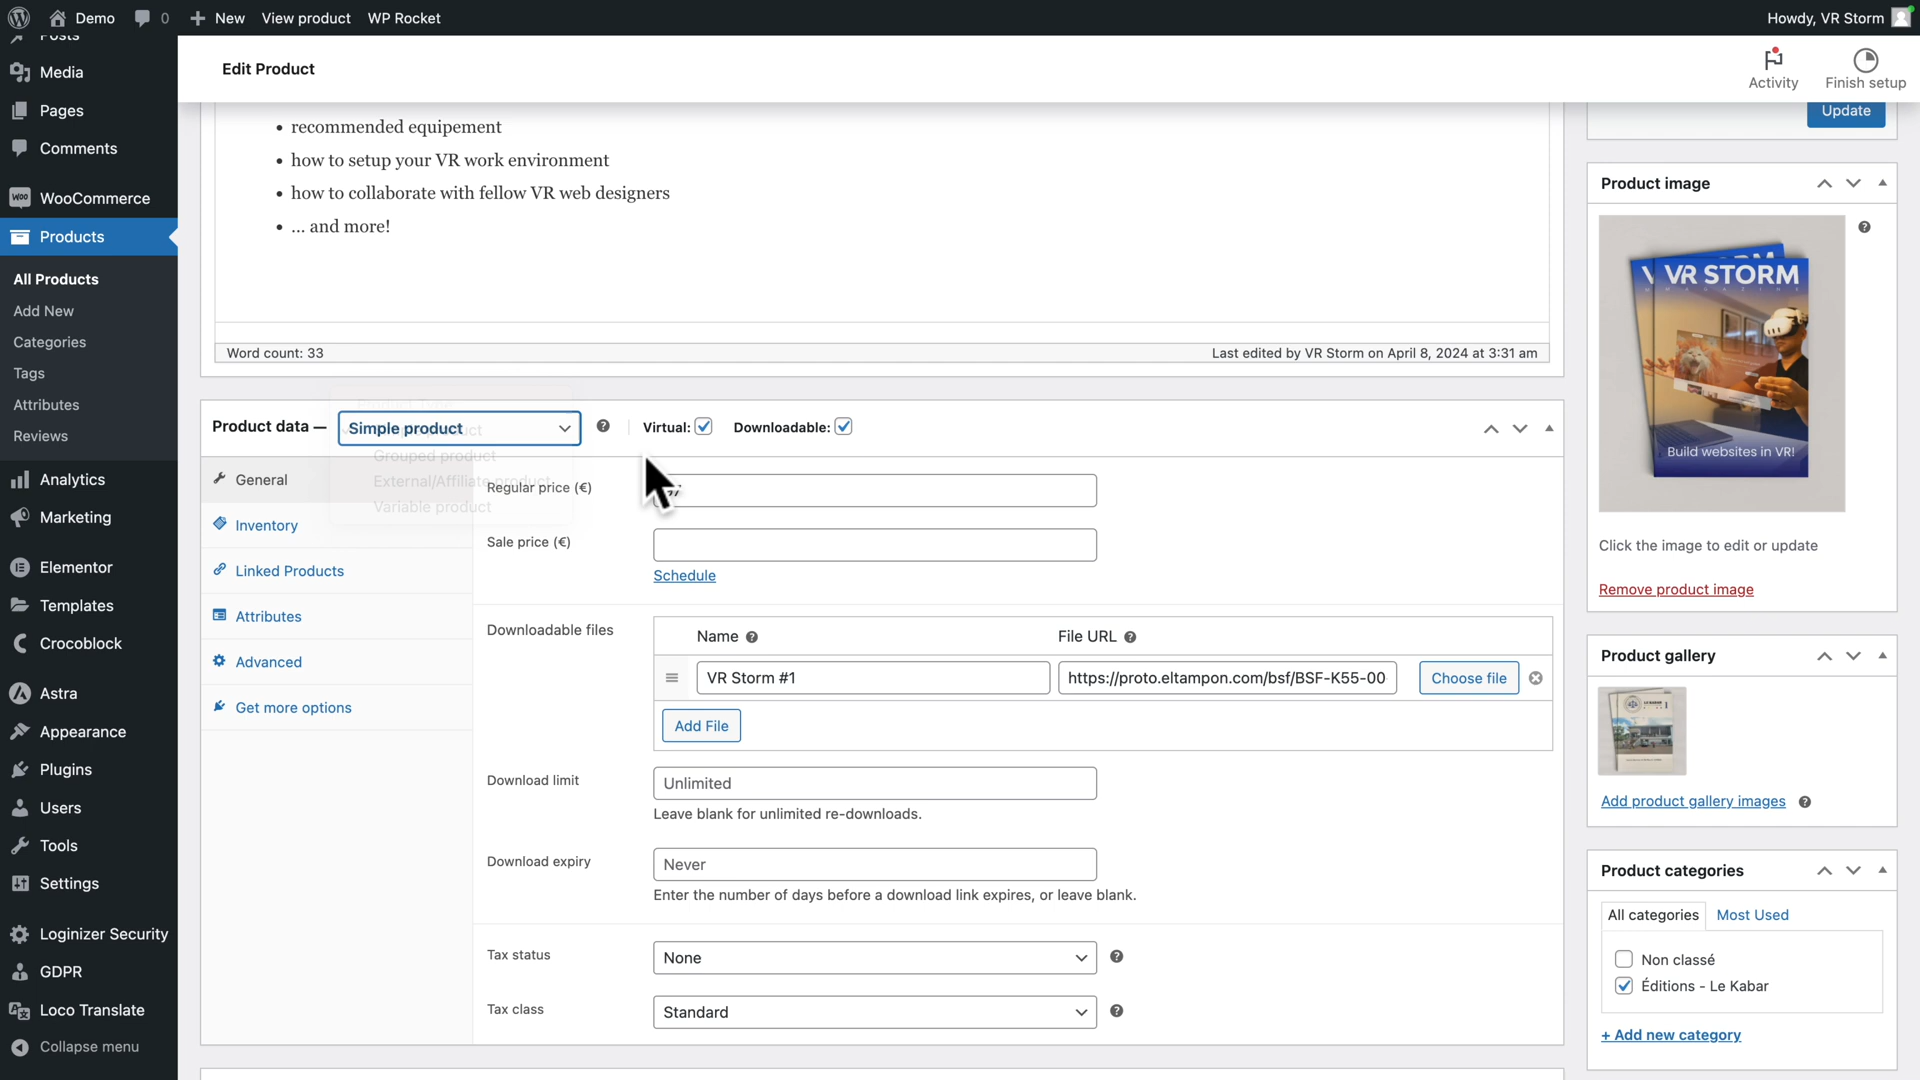 Demo
0
New
View product
WP Rocket
Howdy, VR Storm
Posts
Media
Pages
Comments
WooCommerce
Products
All Products
Add New
Categories
Tags
Attributes
Reviews
Analytics
Marketing
Elementor
Templates
Crocoblock
Astra
Appearance
Plugins
Users
Tools
Settings
Loginizer Security
GDPR
Loco Translate
Collapse menu
Edit Product
Activity
Finish setup
• recommended equipement
• how to setup your VR work environment
• how to collaborate with fellow VR web designers
• ... and more!
Word count: 33
Last edited by VR Storm on April 8, 2024 at 3:31 am
Product data —
Simple product
Grouped product
External/Affiliate product
Variable product
Virtual:
Downloadable:
General
Inventory
Linked Products
Attributes
Advanced
Get more options
Regular price (€)
Sale price (€)
Schedule
Downloadable files
Name
File URL
VR Storm #1
https://proto.eltampon.com/bsf/BSF-K55-00
Choose file
Add File
Download limit
Unlimited
Leave blank for unlimited re-downloads.
Download expiry
Never
Enter the number of days before a download link expires, or leave blank.
Tax status
None
Tax class
Standard
Update
Product image
VR STORM
Build websites in VR!
Click the image to edit or update
Remove product image
Product gallery
LE KABAR
Add product gallery images
Product categories
All categories
Most Used
Non classé
Éditions - Le Kabar
+ Add new category